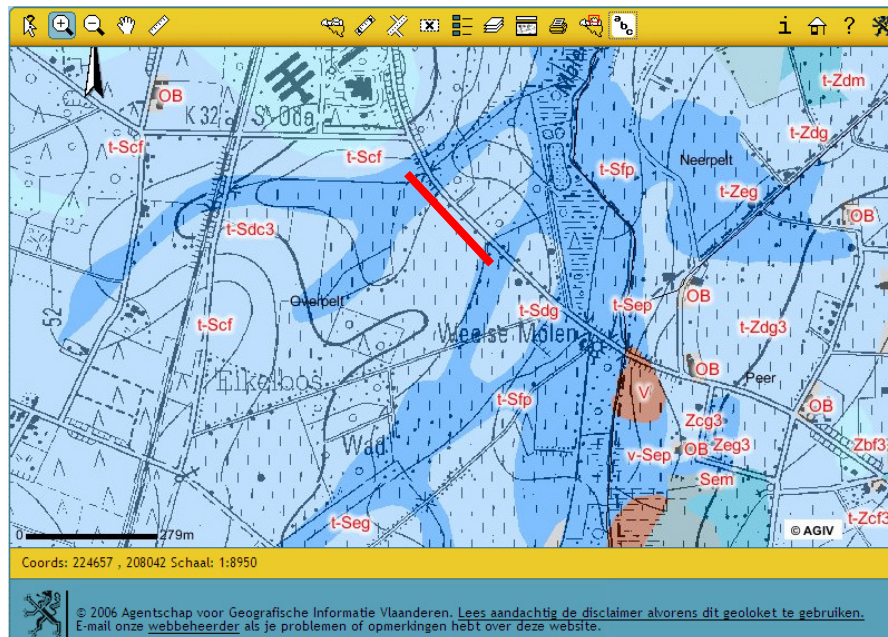 a b c
i
?
OB
K 32
St-Oda
t-Scf
t-Scf
t-Sfp
t-Zdm
t-Zdg
Neerpelt
t-Zeg
OB
t-Sdc3
Overpelt
52
t-Scf
t-Sdg
t-Sep
OB
t-Zdg3
Weelse Molen
Eikelbos
OB
Peer
V
OB
t-Sfp
Zcg3
Wad
v-Sep
OB
Zeg3
Zbf3
Sem
t-Seg
t-Zcf3
L
0
279m
© AGIV
Coords: 224657 , 208042 Schaal: 1:8950
© 2006 Agentschap voor Geografische Informatie Vlaanderen. Lees aandachtig de disclaimer alvorens dit geoloket te gebruiken.
E-mail onze webbeheerder als je problemen of opmerkingen hebt over deze website.